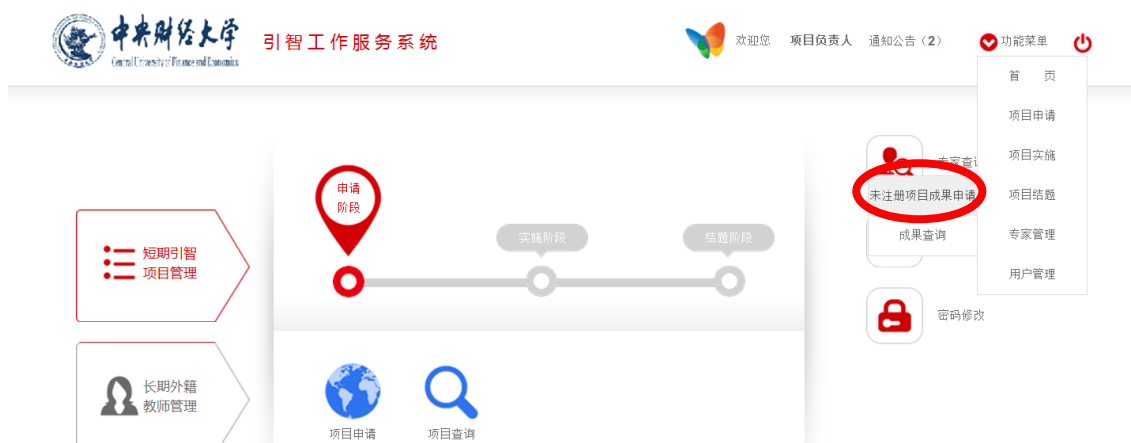 中央财经大学
Central University of Finance and Economics
引智工作服务系统
欢迎您 项目负责人 通知公告（2） 功能菜单
首 页
项目申请
项目实施
项目结题
专家管理
用户管理
专家查
未注册项目成果申请
成果查询
密码修改
申请
阶段
实施阶段
结题阶段
短期引智
项目管理
长期外籍
教师管理
项目申请
项目查询